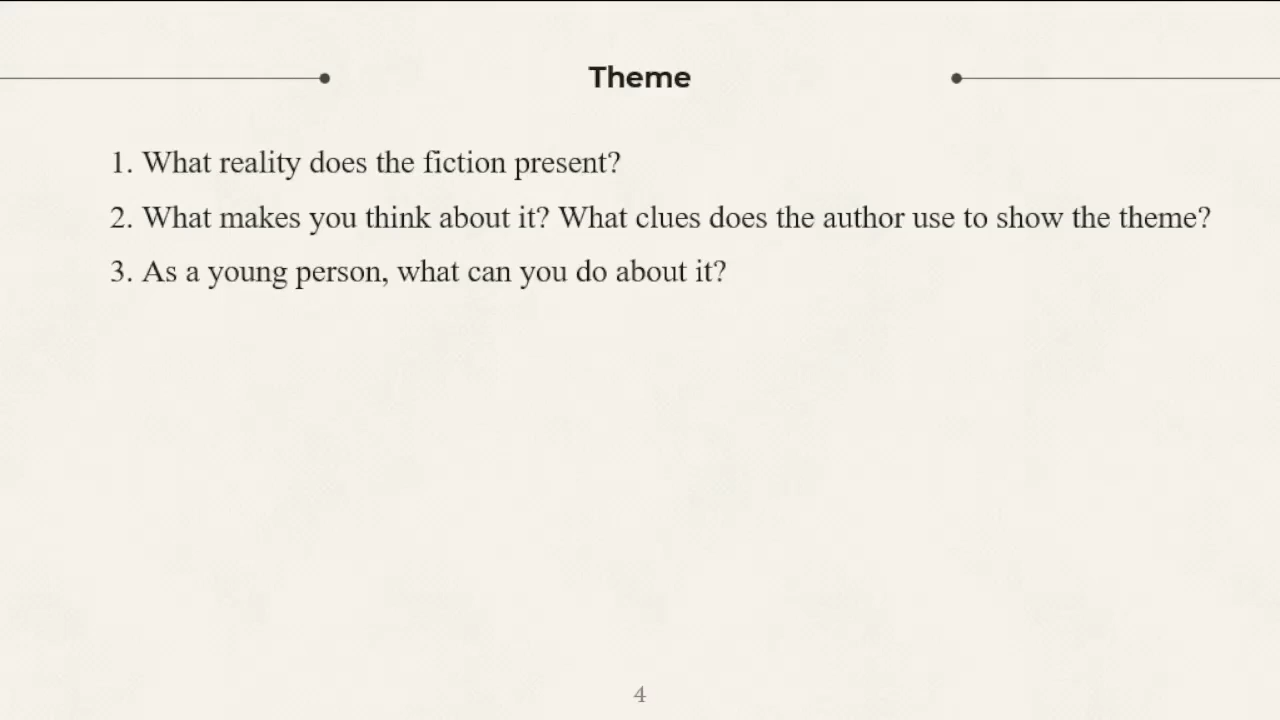 Theme
1. What reality does the fiction present?
2. What makes you think about it? What clues does the author use to show the theme?
3. As a young person, what can you do about it?
4